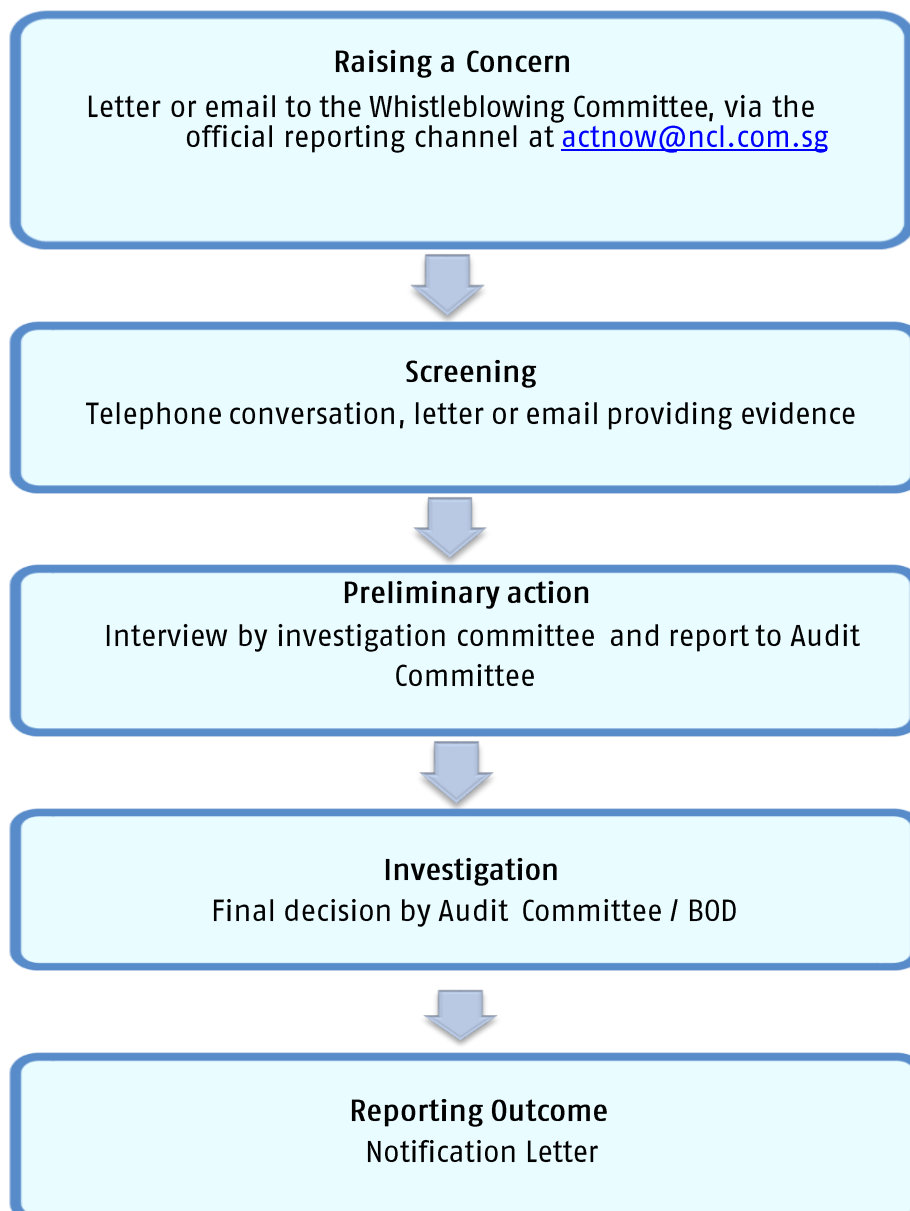 Raising a Concern
Letter or email to the Whistleblowing Committee, via the
official reporting channel at actnow@ncl.com.sg
Screening
Telephone conversation, letter or email providing evidence
Preliminary action
Interview by investigation committee and report to Audit
Committee
Investigation
Final decision by Audit Committee / BOD
Reporting Outcome
Notification Letter